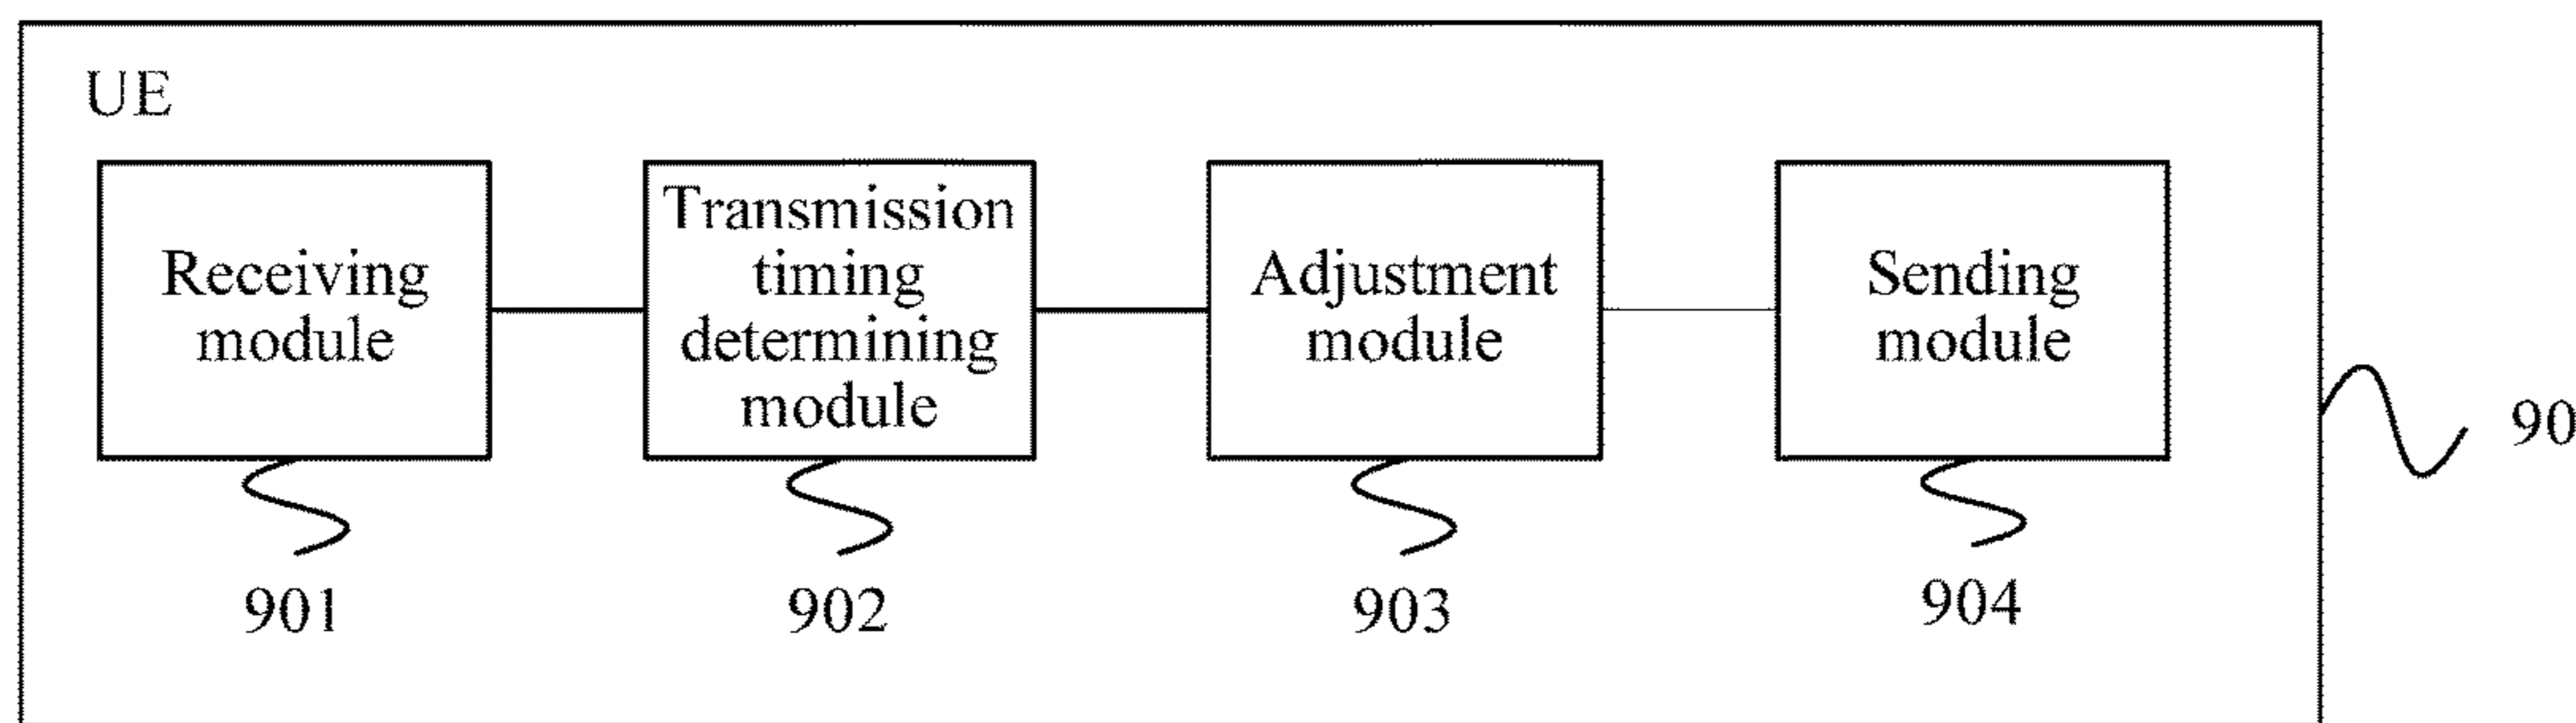 UE
Receiving
module
Transmission
timing
determining
module
Adjustment
module
Sending
module
90
901
902
903
904